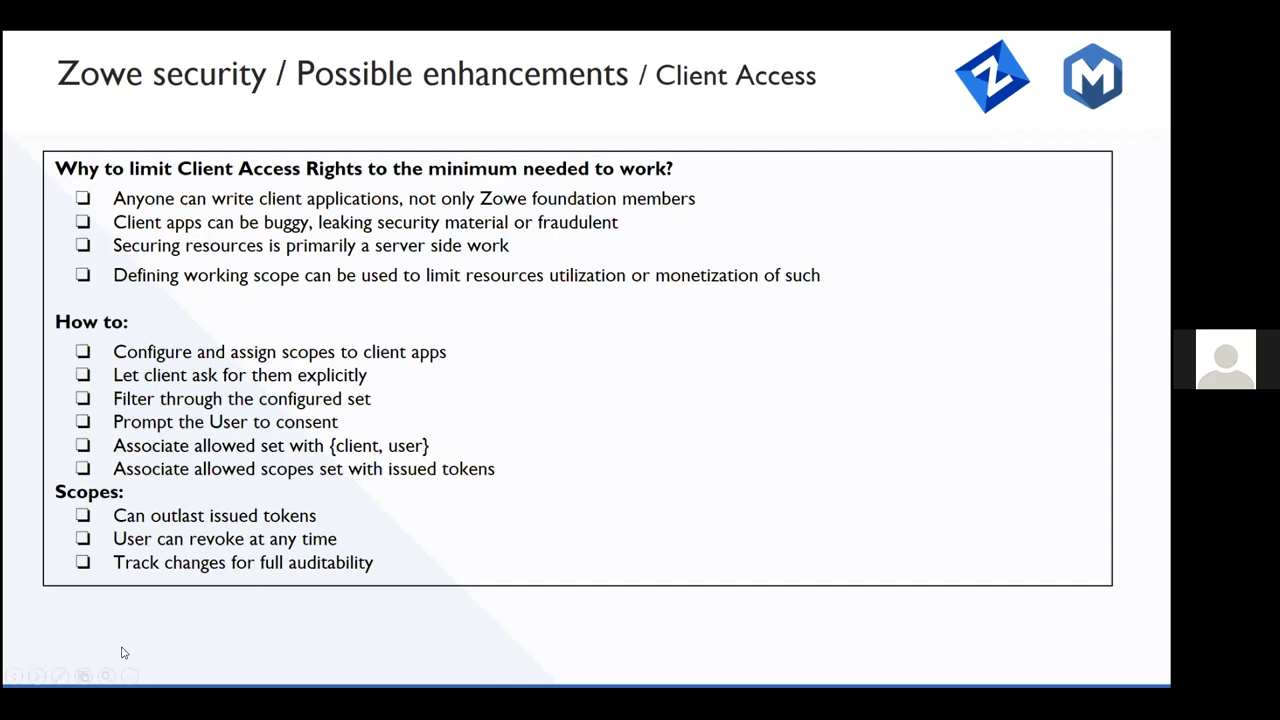 Zowe security / Possible enhancements / Client Access
Why to limit Client Access Rights to the minimum needed to work?
Anyone can write client applications, not only Zowe foundation members
Client apps can be buggy, leaking security material or fraudulent
Securing resources is primarily a server side work
Defining working scope can be used to limit resources utilization or monetization of such
How to:
Configure and assign scopes to client apps
Let client ask for them explicitly
Filter through the configured set
Prompt the User to consent
Associate allowed set with {client, user}
Associate allowed scopes set with issued tokens
Scopes:
Can outlast issued tokens
User can revoke at any time
Track changes for full auditability